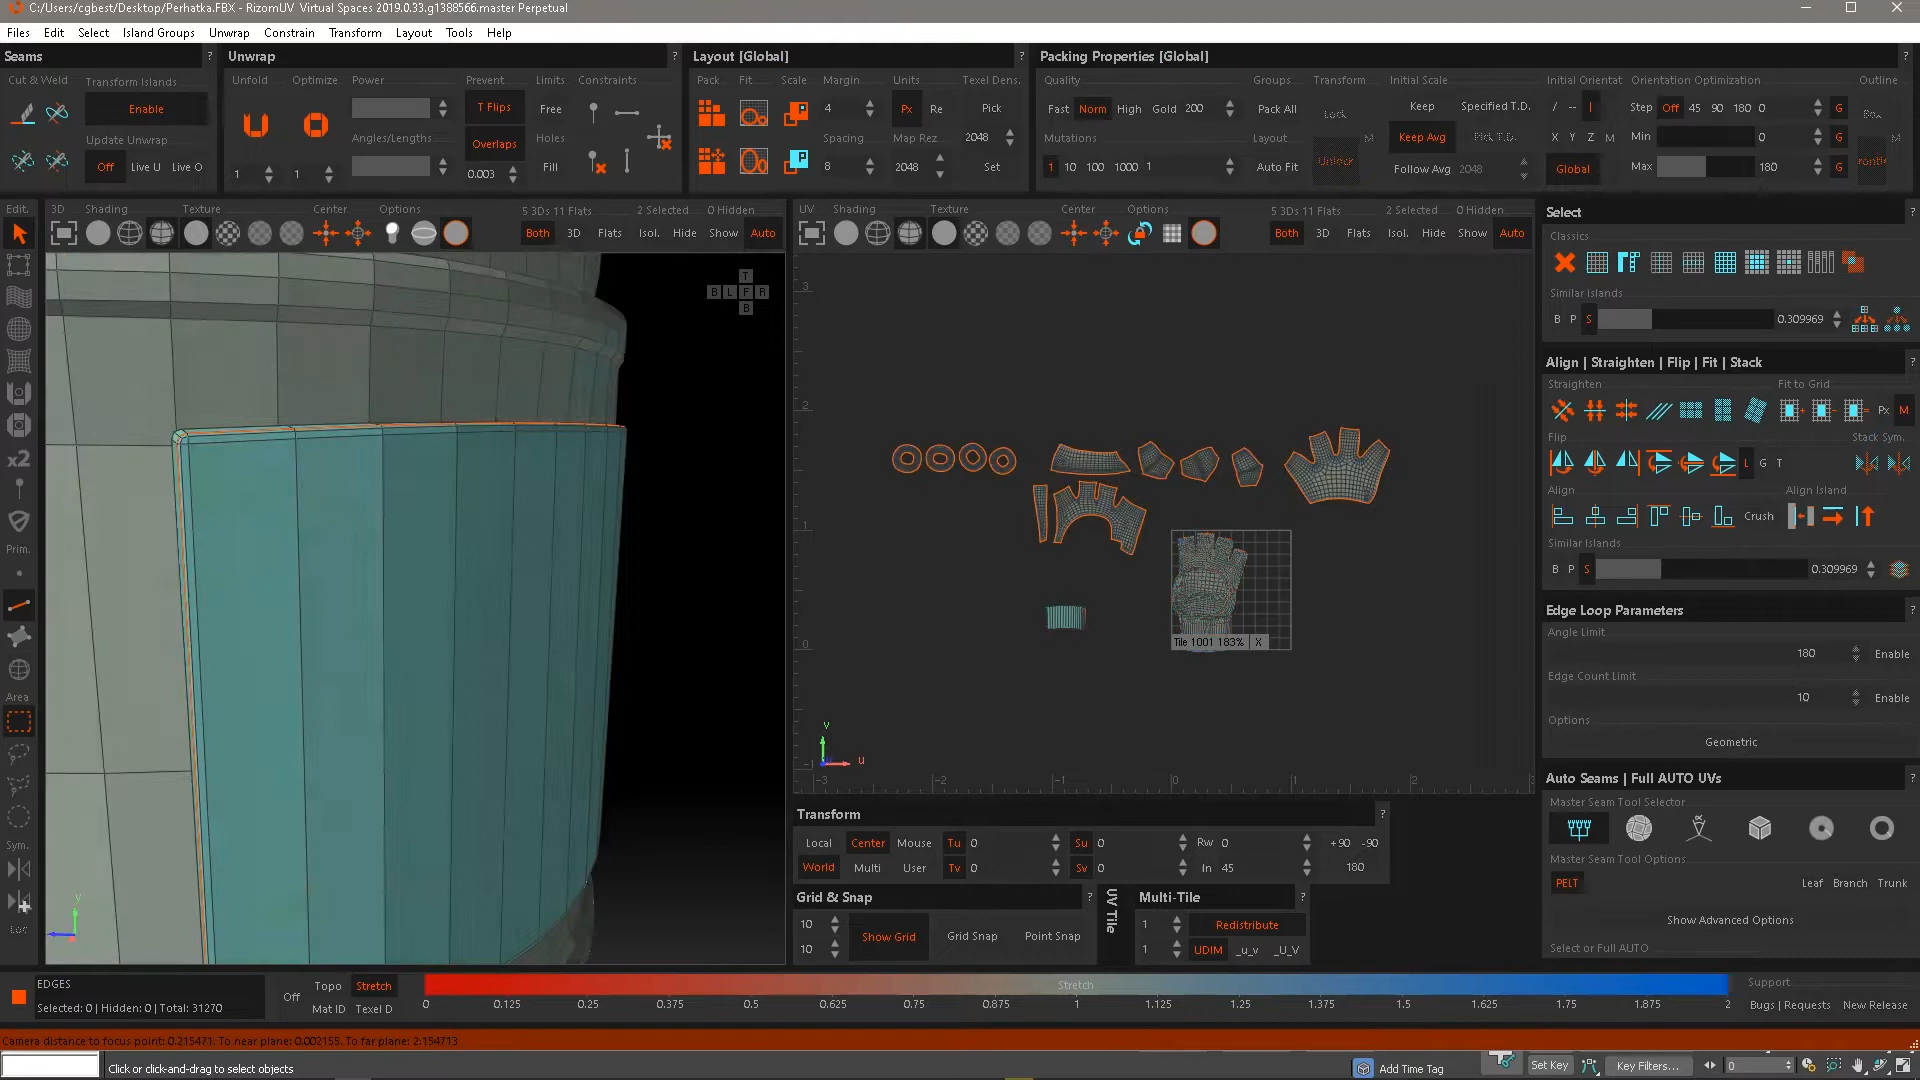 C:/Users/cgbest/Desktop/Perhatka.FBX - RizomUV Virtual Spaces 2019.0.33.g1388566.master Perpetual
Files Edit Select Island Groups Unwrap Constrain Transform Layout Tools Help
Seams ? Unwrap ? Layout [Global] ? Packing Properties [Global] ?
Cut & Weld Transform Islands Unfold Optimize Power Prevent Limits Constraints Pack Fit Scale Margin Units Texel Dens. Quality Groups Transform Initial Scale Initial Orientat Orientation Optimization Outline
Enable T Flips Free 4 Px Re Pick Fast Norm High Gold 200 Pack All Lock Keep Specified T.D. / -- | Step Off 45 90 180 0 G
Update Unwrap Angles/Lengths Overlaps Holes Spacing Map Rez 2048 Mutations Layout M Keep Avg X Y Z M Min 0 G M
Off Live U Live O 1 1 0.003 Fill 8 2048 Set 1 10 100 1000 1 Auto Fit Unlock Follow Avg 2048 Global Max 180 G
Edit. 3D Shading Texture Center Options 5 3Ds 11 Flats 2 Selected 0 Hidden
Both 3D Flats Isol. Hide Show Auto
UV Shading Texture Center Options 5 3Ds 11 Flats 2 Selected 0 Hidden
Both 3D Flats Isol. Hide Show Auto
T
B L F R
B
x2
Prim.
Area
Sym.
Loc
y
3
2
1
0
-1
Tile 1001 183% X
v
u
-3 -2 -1 0 1 2 3
Select ?
Classics
Similar Islands
B P S 0.309969
Align | Straighten | Flip | Fit | Stack ?
Straighten Fit to Grid
Px M
Flip Stack Sym.
L G T
Align Align Island
Crush
Similar Islands
B P S 0.309969
Edge Loop Parameters ?
Angle Limit
180 Enable
Edge Count Limit
10 Enable
Options
Geometric
Auto Seams | Full AUTO UVs ?
Master Seam Tool Selector
Master Seam Tool Options
PELT Leaf Branch Trunk
Show Advanced Options
Select or Full AUTO
Transform ?
Local Center Mouse Tu 0 Su 0 Rw 0 +90 -90
World Multi User Tv 0 Sv 0 In 45 180
Grid & Snap ? UV Tile Multi-Tile ?
10 Show Grid Grid Snap Point Snap 1 Redistribute
10 1 UDIM _u_v _U_V
EDGES
Selected: 0 | Hidden: 0 | Total: 31270
Off Topo Stretch
Mat ID Texel D
Stretch
0 0.125 0.25 0.375 0.5 0.625 0.75 0.875 1 1.125 1.25 1.375 1.5 1.625 1.75 1.875 2
Support
Bugs | Requests New Release
Camera distance to focus point: 0.215471. To near plane: 0.002155. To far plane: 2.154713
Click or click-and-drag to select objects
Add Time Tag Set Key Key Filters... 0